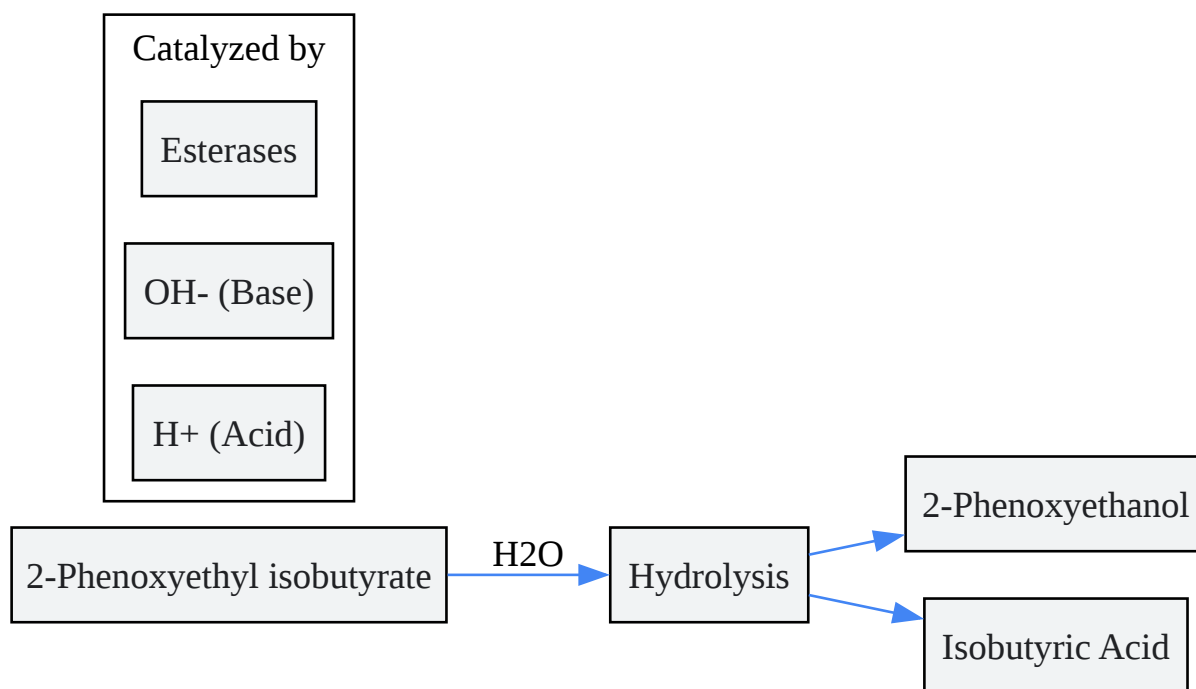 Catalyzed by
Esterases
OH- (Base)
H+ (Acid)
2-Phenoxyethyl isobutyrate
H2O
Hydrolysis
2-Phenoxyethanol
Isobutyric Acid